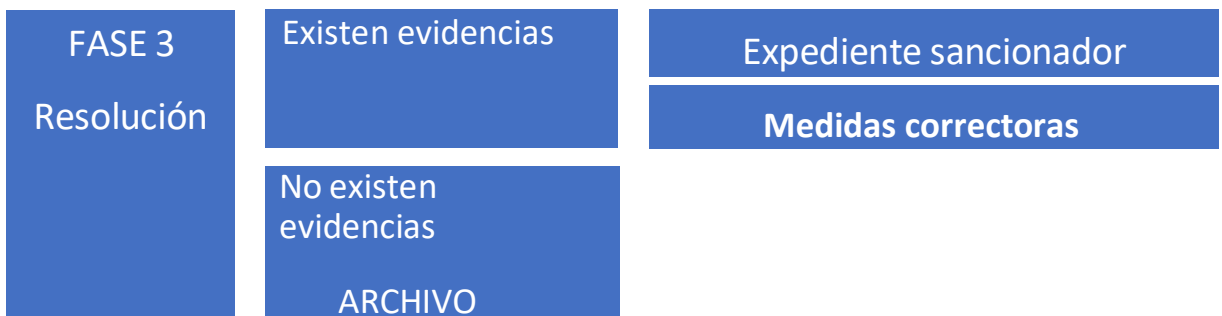 FASE 3
Resolución
Existen evidencias
Expediente sancionador
Medidas correctoras
No existen
evidencias
ARCHIVO